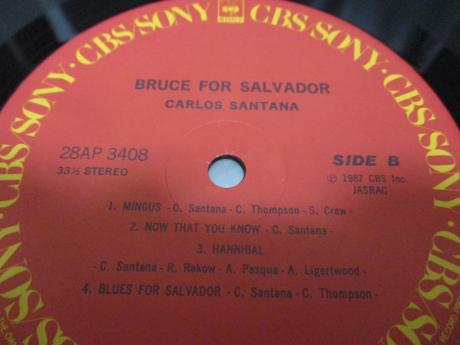 CBS/SONY · CBS/SONY · CBS/SONY · CBS/SONY
BRUCE FOR SALVADOR
CARLOS SANTANA
28AP 3408
33⅓ STEREO
SIDE B
Ⓟ 1987 CBS Inc.
JASRAC
1. MINGUS - C. Santana - C. Thompson - S. Crew -
2. NOW THAT YOU KNOW - C. Santana -
3. HANNIBAL
- C. Santana - R. Rekow - A. Pasqua - A. Ligertwood -
4. BLUES FOR SALVADOR - C. Santana - C. Thompson -